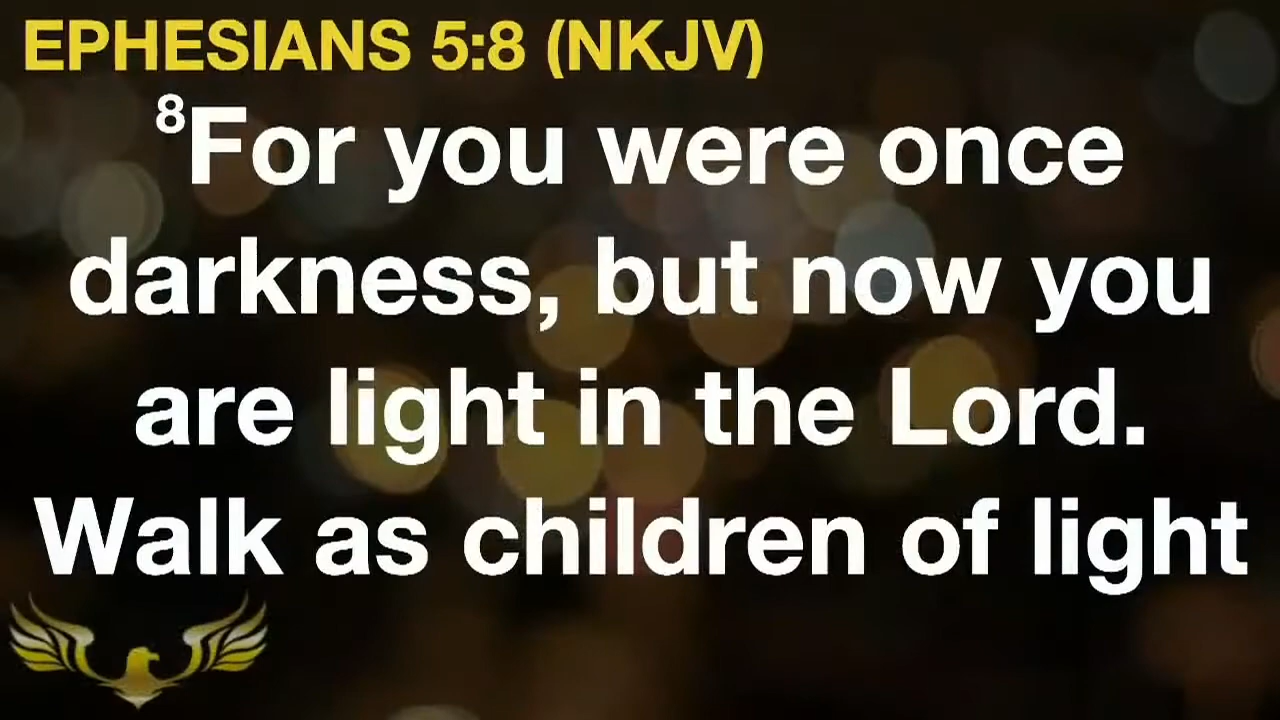 EPHESIANS 5:8 (NKJV)
⁸For you were once
darkness, but now you
are light in the Lord.
Walk as children of light